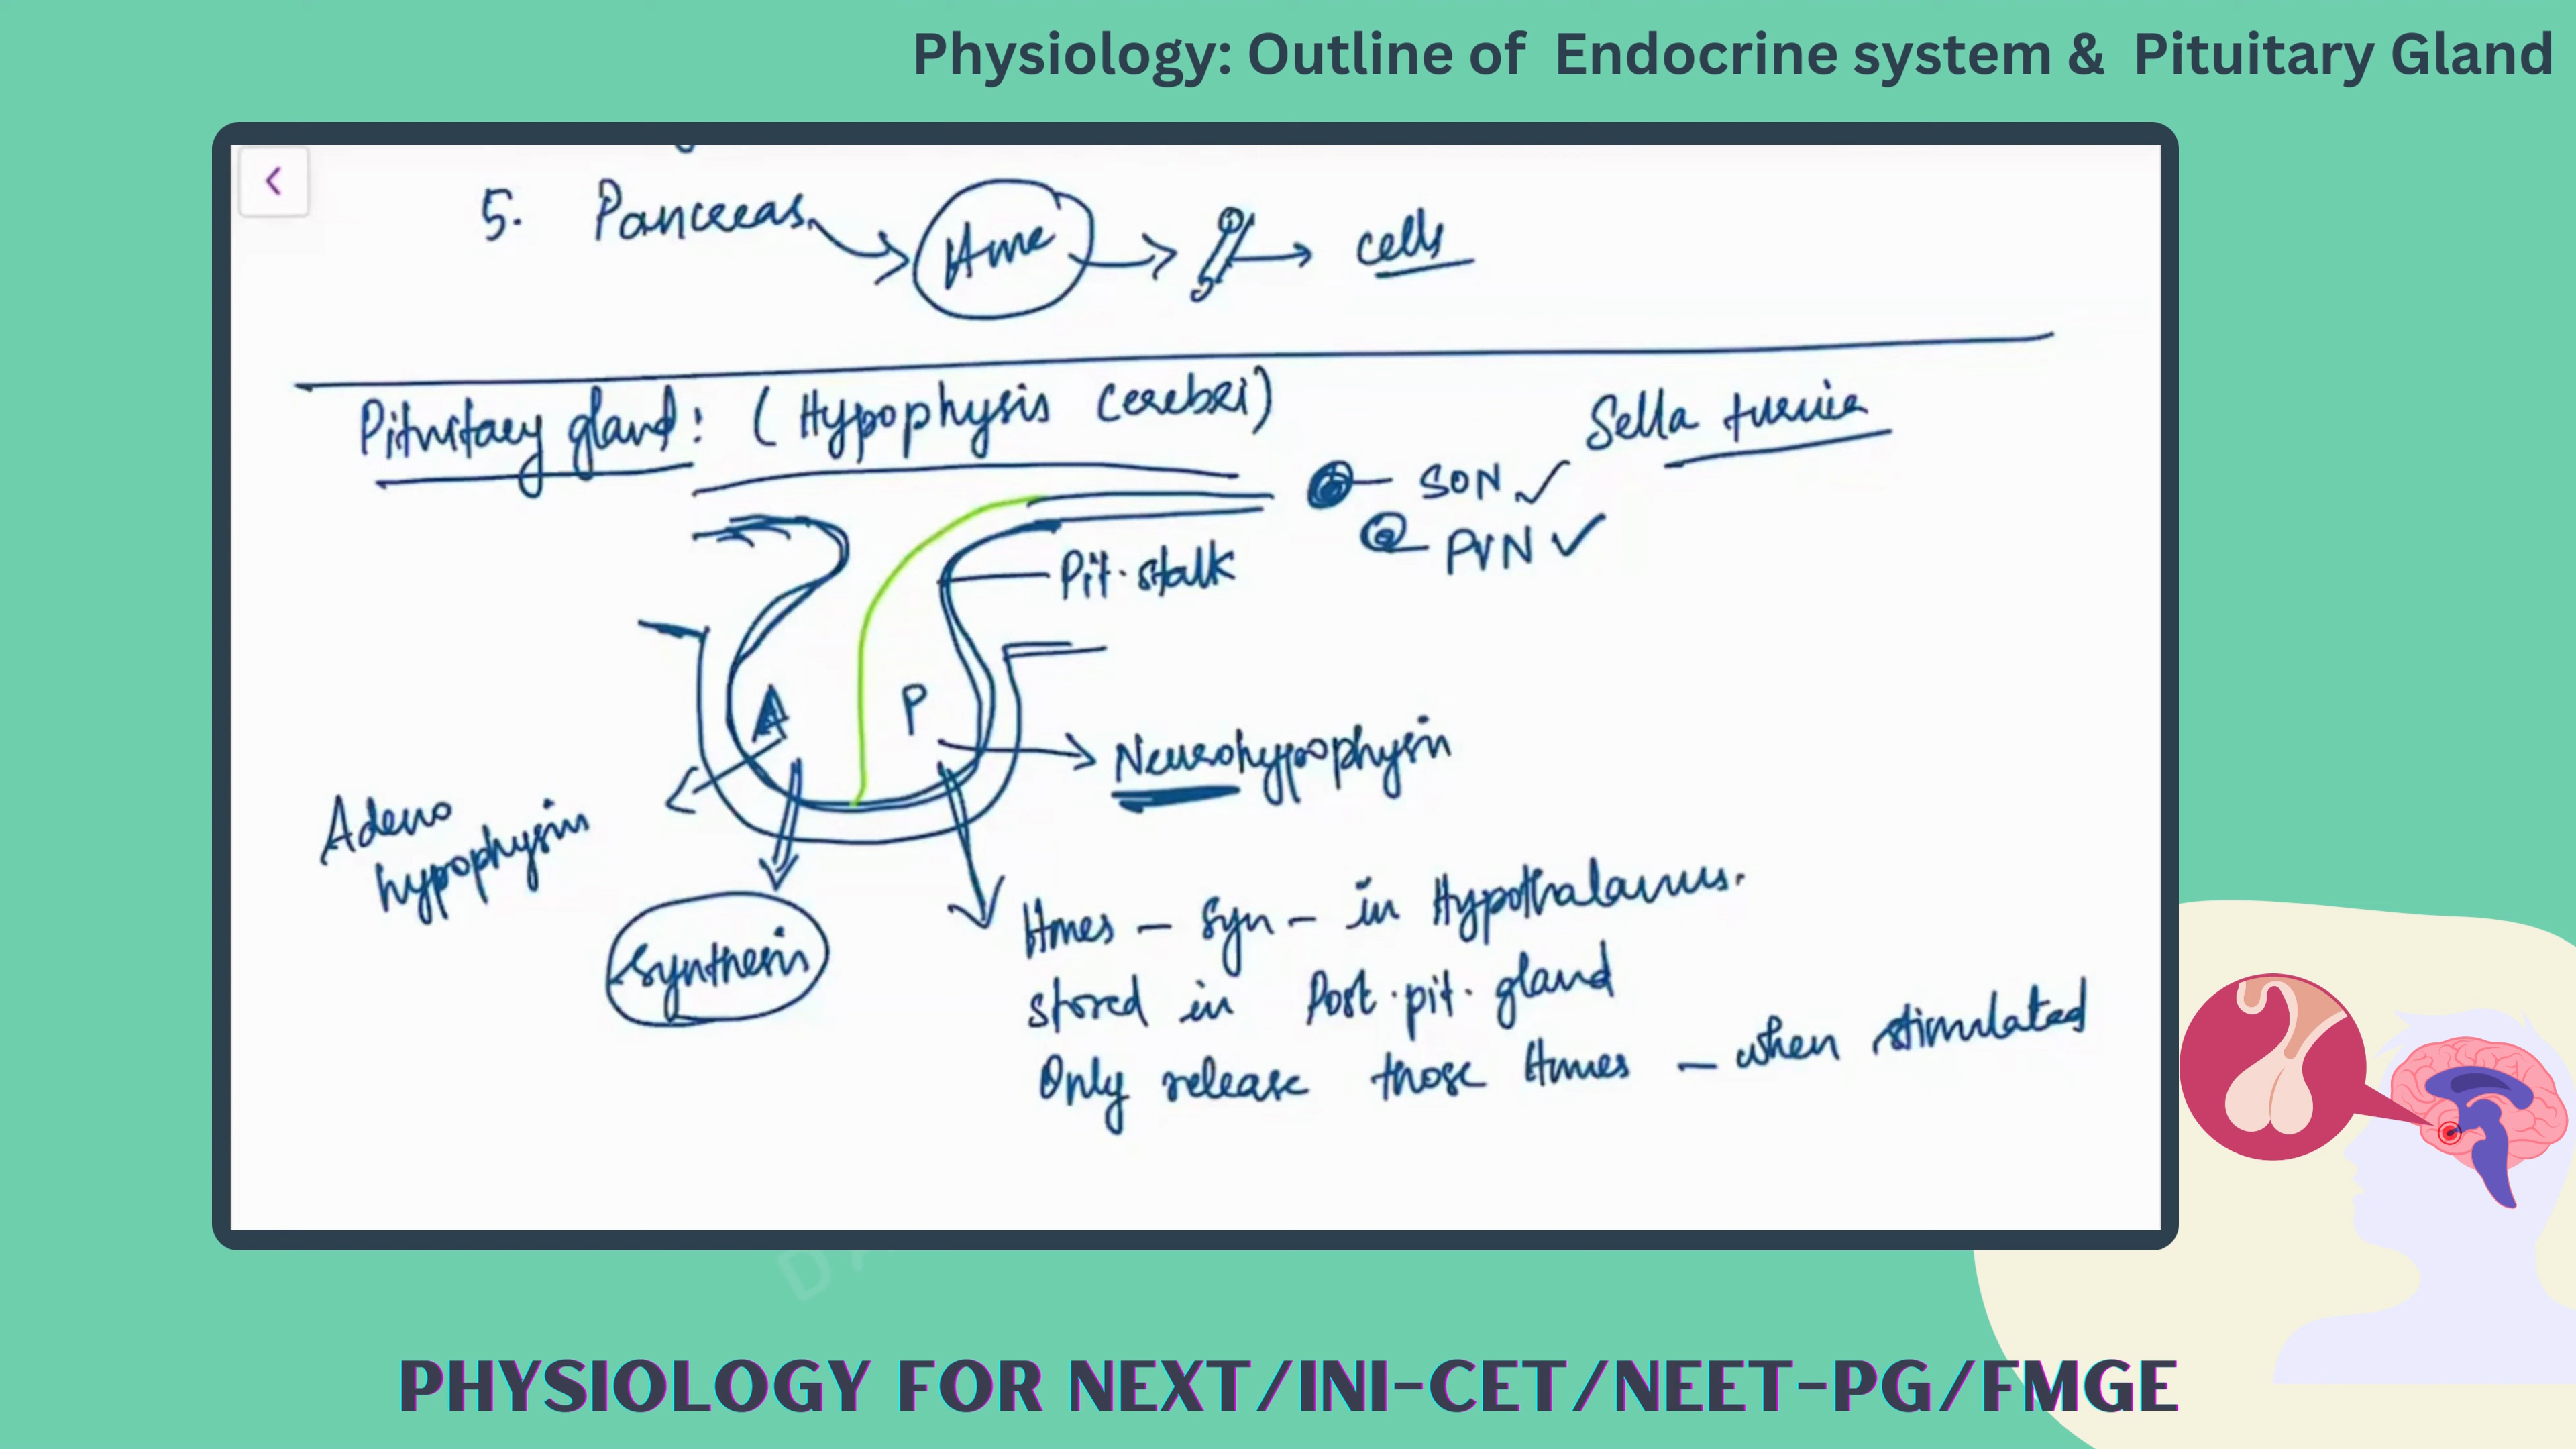 Physiology: Outline of Endocrine system & Pituitary Gland
5. Pancreas Hme cells
Pituitary gland: (Hypophysis Cerebri)
Sella turcica
SON ✓
PVN ✓
Pit. stalk
A P
Neurohypophysis
Adeno
hypophysis
Synthesis
Hmes - Syn - in Hypothalamus.
stored in Post. pit. gland
Only release those Hmes - when stimulated
PHYSIOLOGY FOR NEXT/INI-CET/NEET-PG/FMGE